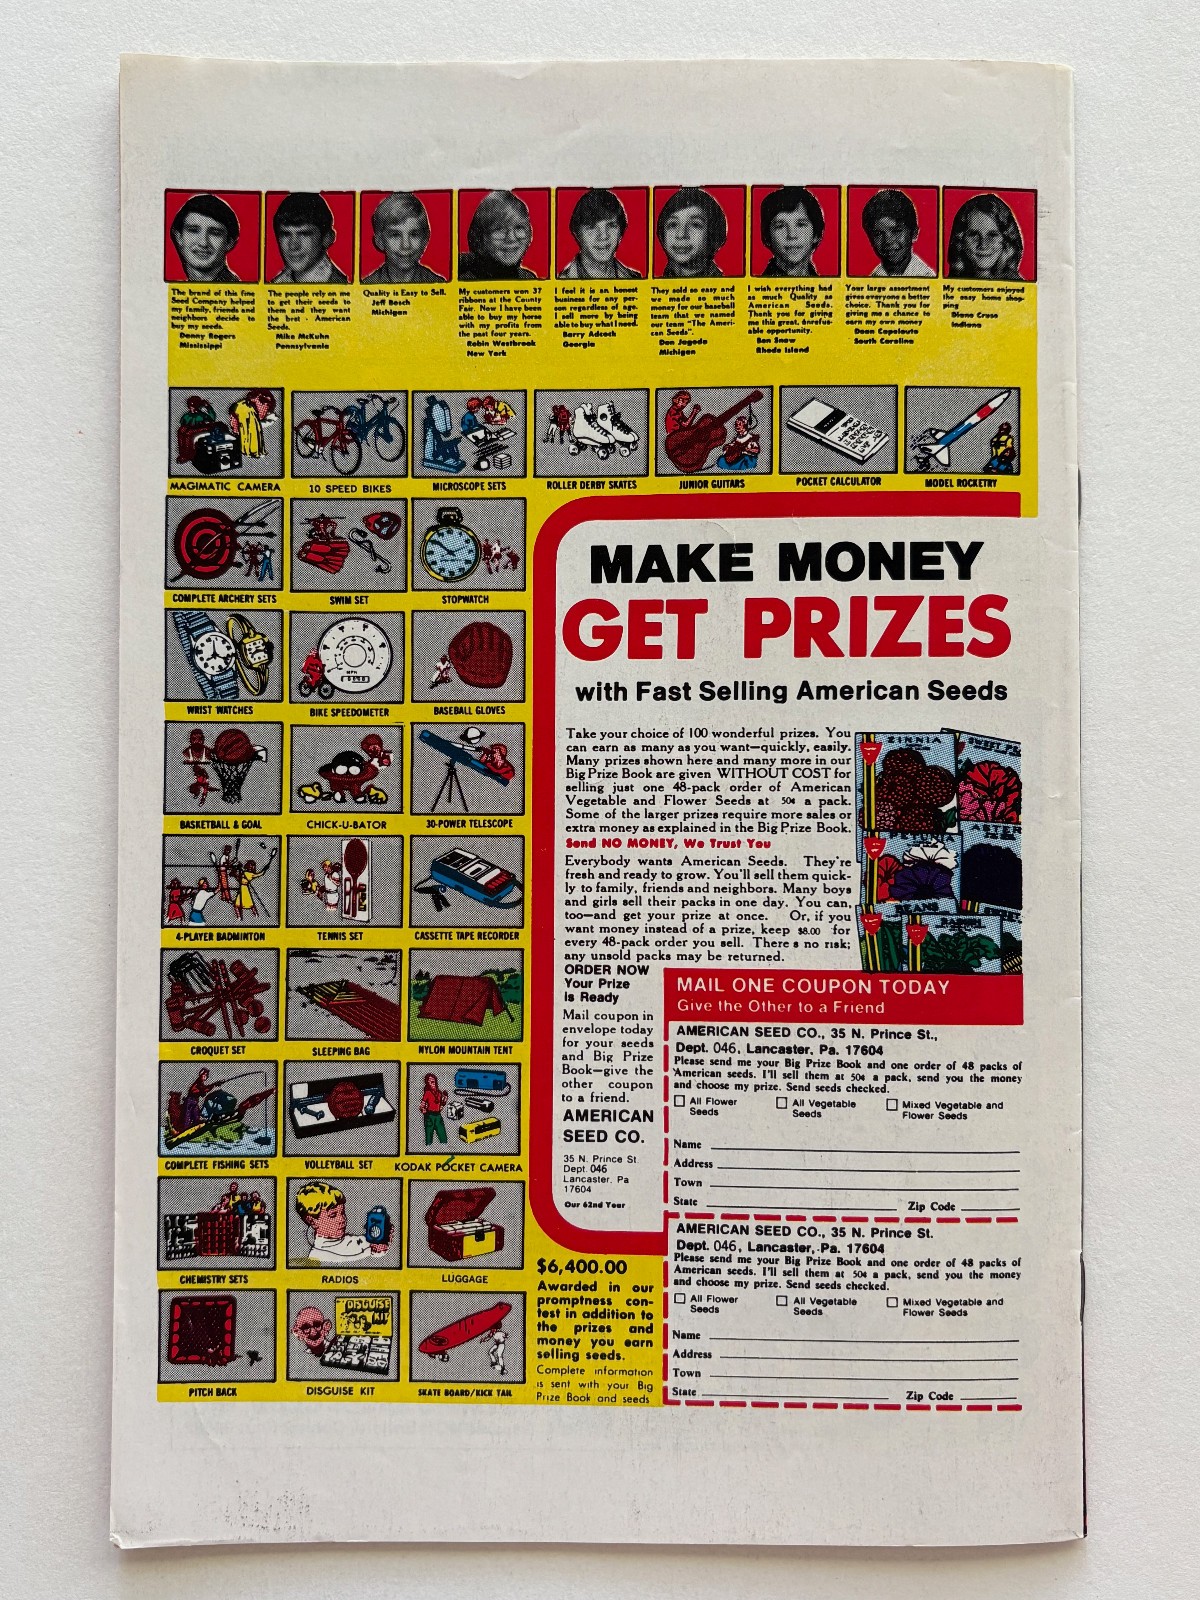 The brand of this fine
Seed Company helped
my family, friends and
neighbors decide to
buy my seeds.
Danny Rogers
Mississippi
The people rely on me
to get their seeds to
them and they want
the best - American
Seeds.
Mike McKuhn
Pennsylvania
Quality is Easy to Sell.
Jeff Bosch
Michigan
My customers won 37
ribbons at the County
Fair. Now I have been
able to buy my horse
with my profits from
the past four years.
Robin Westbrook
New York
I feel it is an honest
business for any per-
son regardless of age.
I sell more by being
able to buy what I need.
Barry Adcock
Georgia
They sold so easy and
we made so much
money for our baseball
team that we named
our team "The Ameri-
can Seeds".
Dan Jagoda
Michigan
I wish everything had
as much Quality as
American Seeds.
Thank you for giving
me this great, unrefus-
able opportunity.
Ben Snow
Rhode Island
Your large assortment
gives everyone a better
choice. Thank you for
giving me a chance to
earn my own money
Dean Capelouto
South Carolina
My customers enjoyed
the easy home shop-
ping
Diane Cruso
Indiana
MAGIMATIC CAMERA
10 SPEED BIKES
MICROSCOPE SETS
ROLLER DERBY SKATES
JUNIOR GUITARS
POCKET CALCULATOR
MODEL ROCKETRY
COMPLETE ARCHERY SETS
SWIM SET
STOPWATCH
WRIST WATCHES
MPH
BIKE SPEEDOMETER
BASEBALL GLOVES
BASKETBALL & GOAL
CHICK-U-BATOR
30-POWER TELESCOPE
4-PLAYER BADMINTON
TENNIS SET
CASSETTE TAPE RECORDER
CROQUET SET
SLEEPING BAG
NYLON MOUNTAIN TENT
COMPLETE FISHING SETS
VOLLEYBALL SET
KODAK POCKET CAMERA
CHEMISTRY SETS
RADIOS
LUGGAGE
PITCH BACK
DISGUISE
KIT
DISGUISE KIT
SKATE BOARD/KICK TAIL
MAKE MONEY
GET PRIZES
with Fast Selling American Seeds
Take your choice of 100 wonderful prizes. You
can earn as many as you want—quickly, easily.
Many prizes shown here and many more in our
Big Prize Book are given WITHOUT COST for
selling just one 48-pack order of American
Vegetable and Flower Seeds at 50¢ a pack.
Some of the larger prizes require more sales or
extra money as explained in the Big Prize Book.
Send NO MONEY, We Trust You
Everybody wants American Seeds. They're
fresh and ready to grow. You'll sell them quick-
ly to family, friends and neighbors. Many boys
and girls sell their packs in one day. You can,
too—and get your prize at once. Or, if you
want money instead of a prize, keep $8.00 for
every 48-pack order you sell. There s no risk;
any unsold packs may be returned.
ZINNIA
BEANS
ORDER NOW
Your Prize
Is Ready
Mail coupon in
envelope today
for your seeds
and Big Prize
Book—give the
other coupon
to a friend.
AMERICAN
SEED CO.
35 N. Prince St
Dept. 046
Lancaster. Pa
17604
Our 62nd Year
MAIL ONE COUPON TODAY
Give the Other to a Friend
AMERICAN SEED CO., 35 N. Prince St.,
Dept. 046, Lancaster, Pa. 17604
Please send me your Big Prize Book and one order of 48 packs of
American seeds. I'll sell them at 50¢ a pack, send you the money
and choose my prize. Send seeds checked.
All Flower
Seeds
All Vegetable
Seeds
Mixed Vegetable and
Flower Seeds
Name
Address
Town
State Zip Code
AMERICAN SEED CO., 35 N. Prince St.
Dept. 046, Lancaster, Pa. 17604
Please send me your Big Prize Book and one order of 48 packs of
American seeds. I'll sell them at 50¢ a pack, send you the money
and choose my prize. Send seeds checked.
All Flower
Seeds
All Vegetable
Seeds
Mixed Vegetable and
Flower Seeds
Name
Address
Town
State Zip Code
$6,400.00
Awarded in our
promptness con-
test in addition to
the prizes and
money you earn
selling seeds.
Complete information
is sent with your Big
Prize Book and seeds